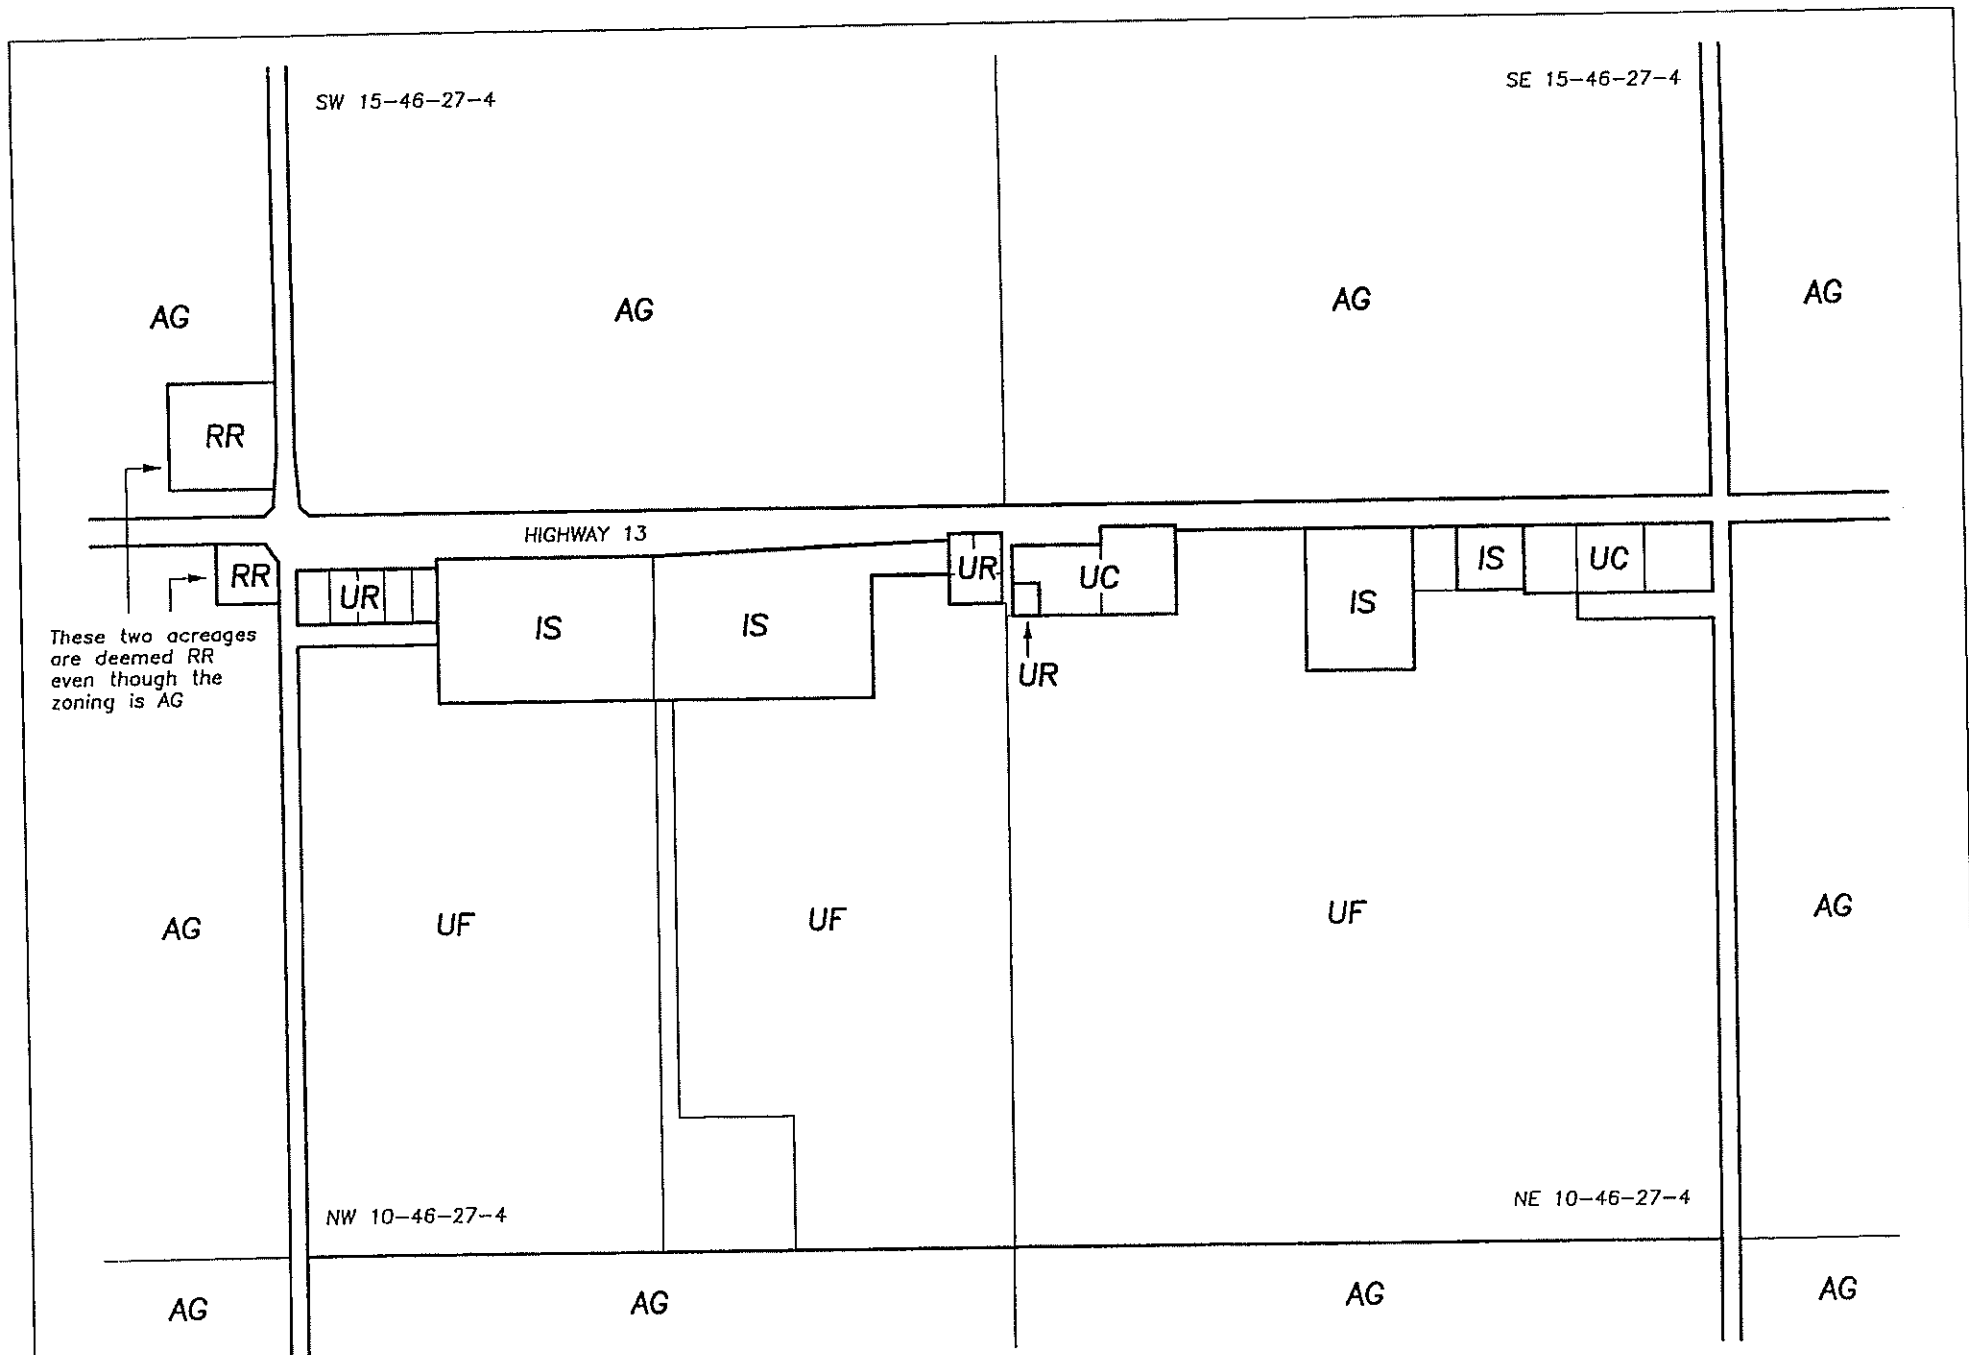 SW 15-46-27-4
SE 15-46-27-4
AG
AG
AG
AG
RR
HIGHWAY 13
RR
UR
IS
IS
UR
UC
UR
IS
IS
UC
These two acreages
are deemed RR
even though the
zoning is AG
AG
UF
UF
UF
AG
NW 10-46-27-4
NE 10-46-27-4
AG
AG
AG
AG